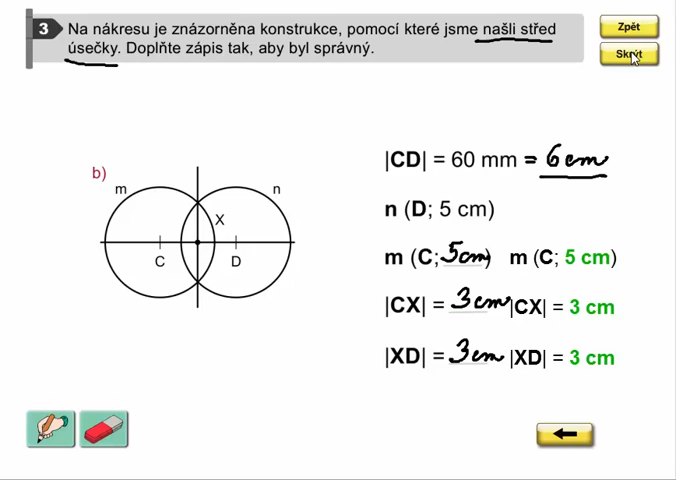 3 Na nákresu je znázorněna konstrukce, pomocí které jsme našli střed
úsečky. Doplňte zápis tak, aby byl správný.
Zpět
Skrýt
b)
m
n
X
C
D
|CD| = 60 mm = 6 cm
n (D; 5 cm)
m (C; 5cm) m (C; 5 cm)
|CX| = 3 cm |CX| = 3 cm
|XD| = 3 cm |XD| = 3 cm